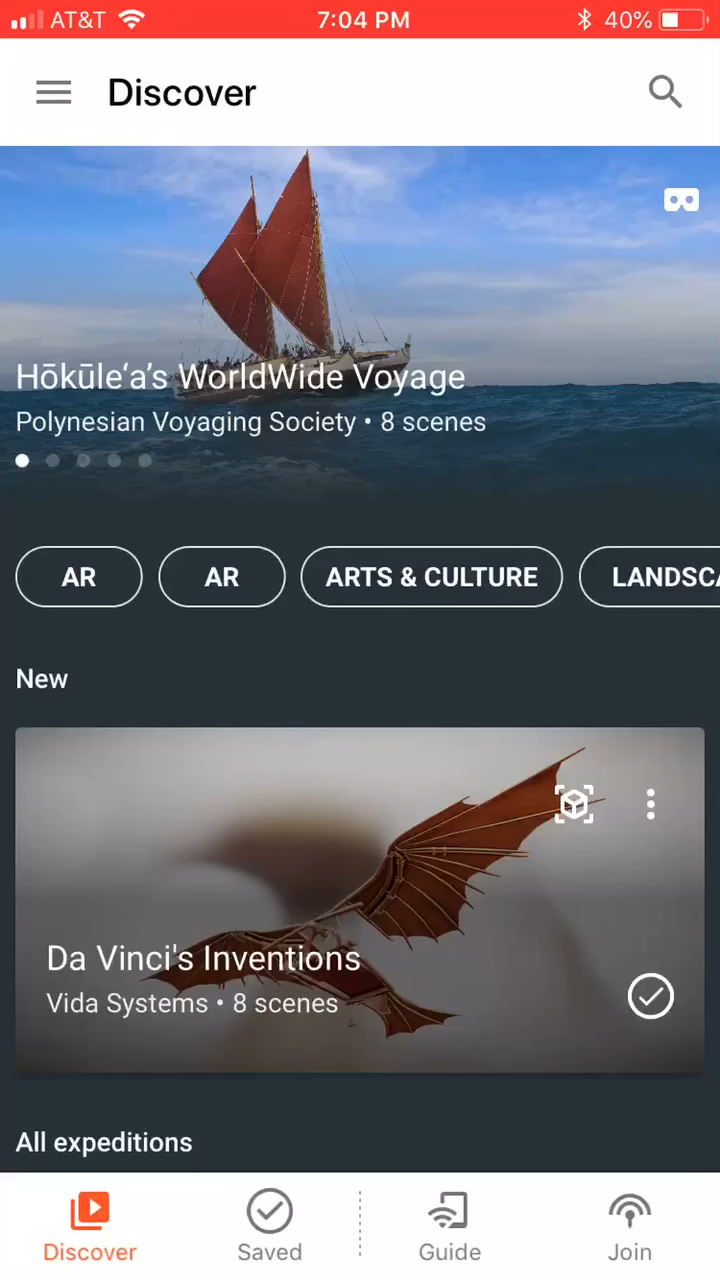 AT&T 7:04 PM 40%
Discover
Hōkūleʻa’s WorldWide Voyage
Polynesian Voyaging Society • 8 scenes
AR AR ARTS & CULTURE LANDSCA
New
Da Vinci's Inventions
Vida Systems • 8 scenes
All expeditions
Discover Saved Guide Join